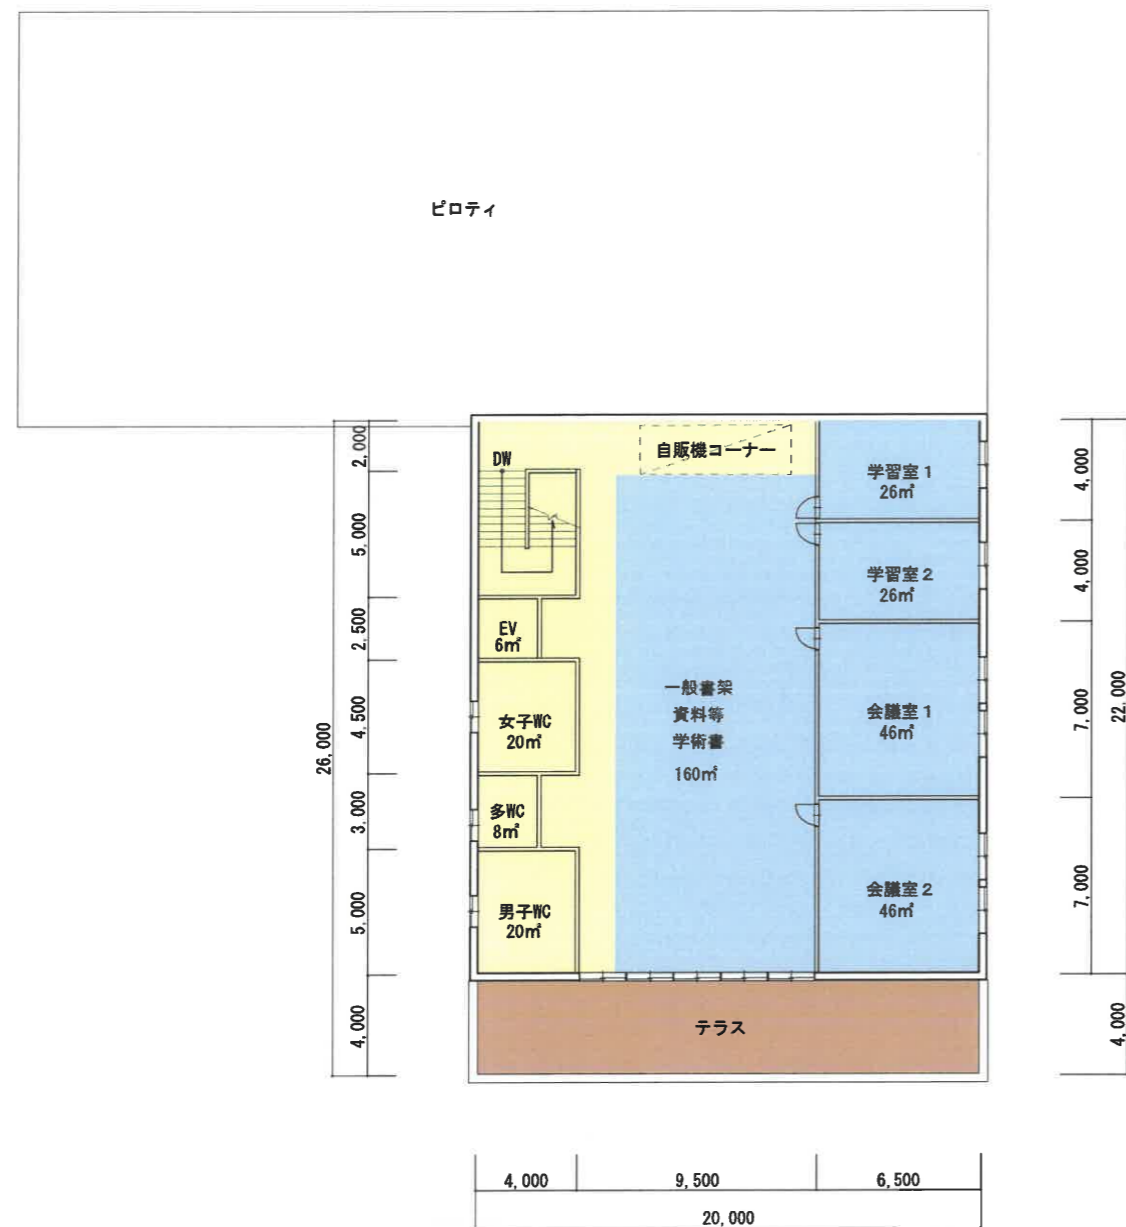 ピロティ
自販機コーナー
DW
学習室１
26㎡
学習室２
26㎡
EV
6㎡
一般書架
資料等
学術書
160㎡
女子WC
20㎡
会議室１
46㎡
多WC
8㎡
男子WC
20㎡
会議室２
46㎡
テラス
26,000
2,000
5,000
2,500
4,500
3,000
5,000
4,000
4,000
4,000
7,000
7,000
22,000
4,000
4,000
9,500
6,500
20,000